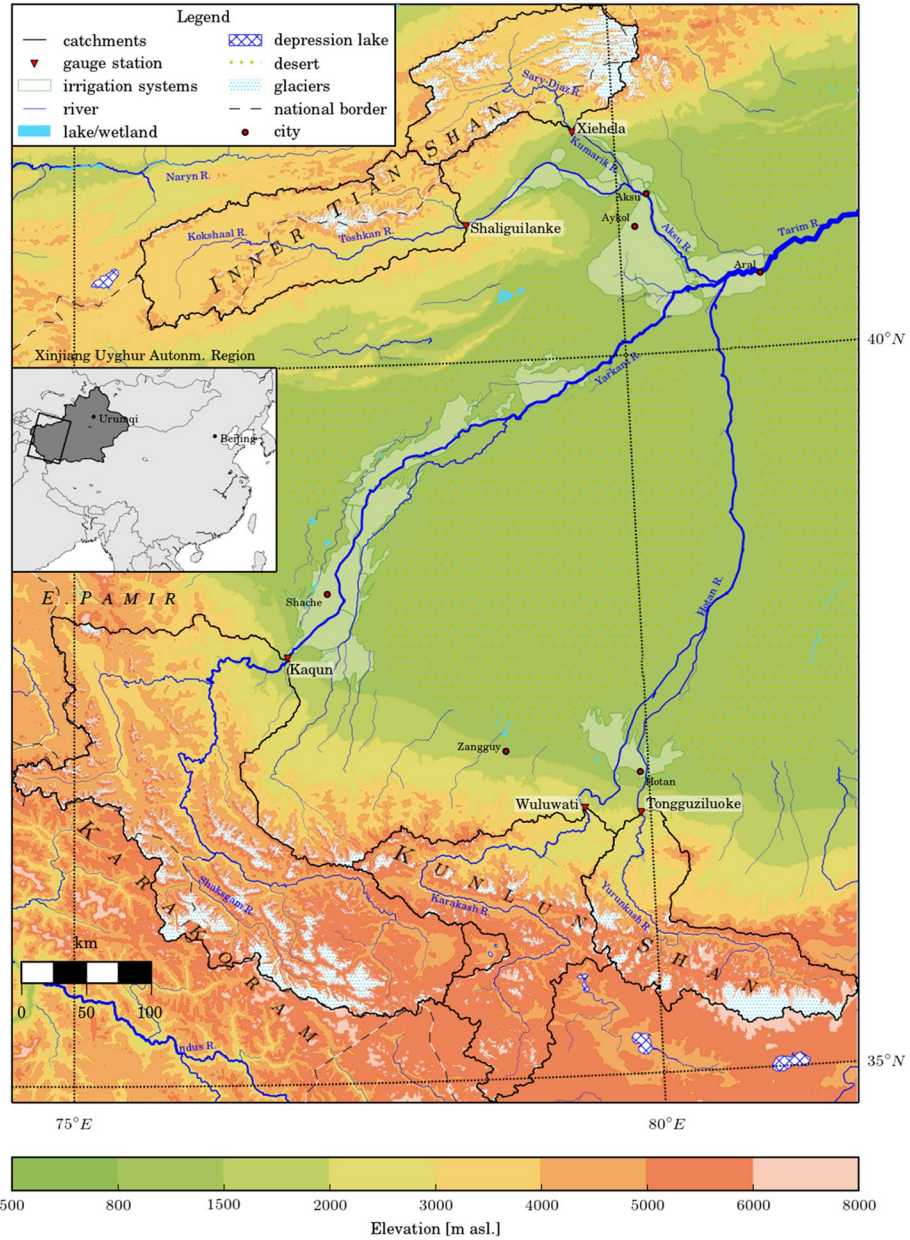 Legend
catchments
gauge station
irrigation systems
river
lake/wetland
depression lake
desert
glaciers
national border
city
Sary-Djaz R.
Xiehela
Kumarik R.
INNER TIAN SHAN
Naryn R.
Aksu
Kokshaal R.
Toshkan R.
Shaliguilanke
Aykol
Aksu R.
Tarim R.
Aral
40°N
Xinjiang Uyghur Autonm. Region
Yarkant R.
Urumqi
Beijing
E. PAMIR
Shache
Hotan R.
Kaqun
Zangguy
Hotan
Wuluwati
Tongguziluoke
KARAKORAM
KUNLUN SHAN
Shaksgam R.
Karakash R.
Yurunkash R.
km
0 50 100
Indus R.
35°N
75°E 80°E
500 800 1500 2000 3000 4000 5000 6000 8000
Elevation [m asl.]